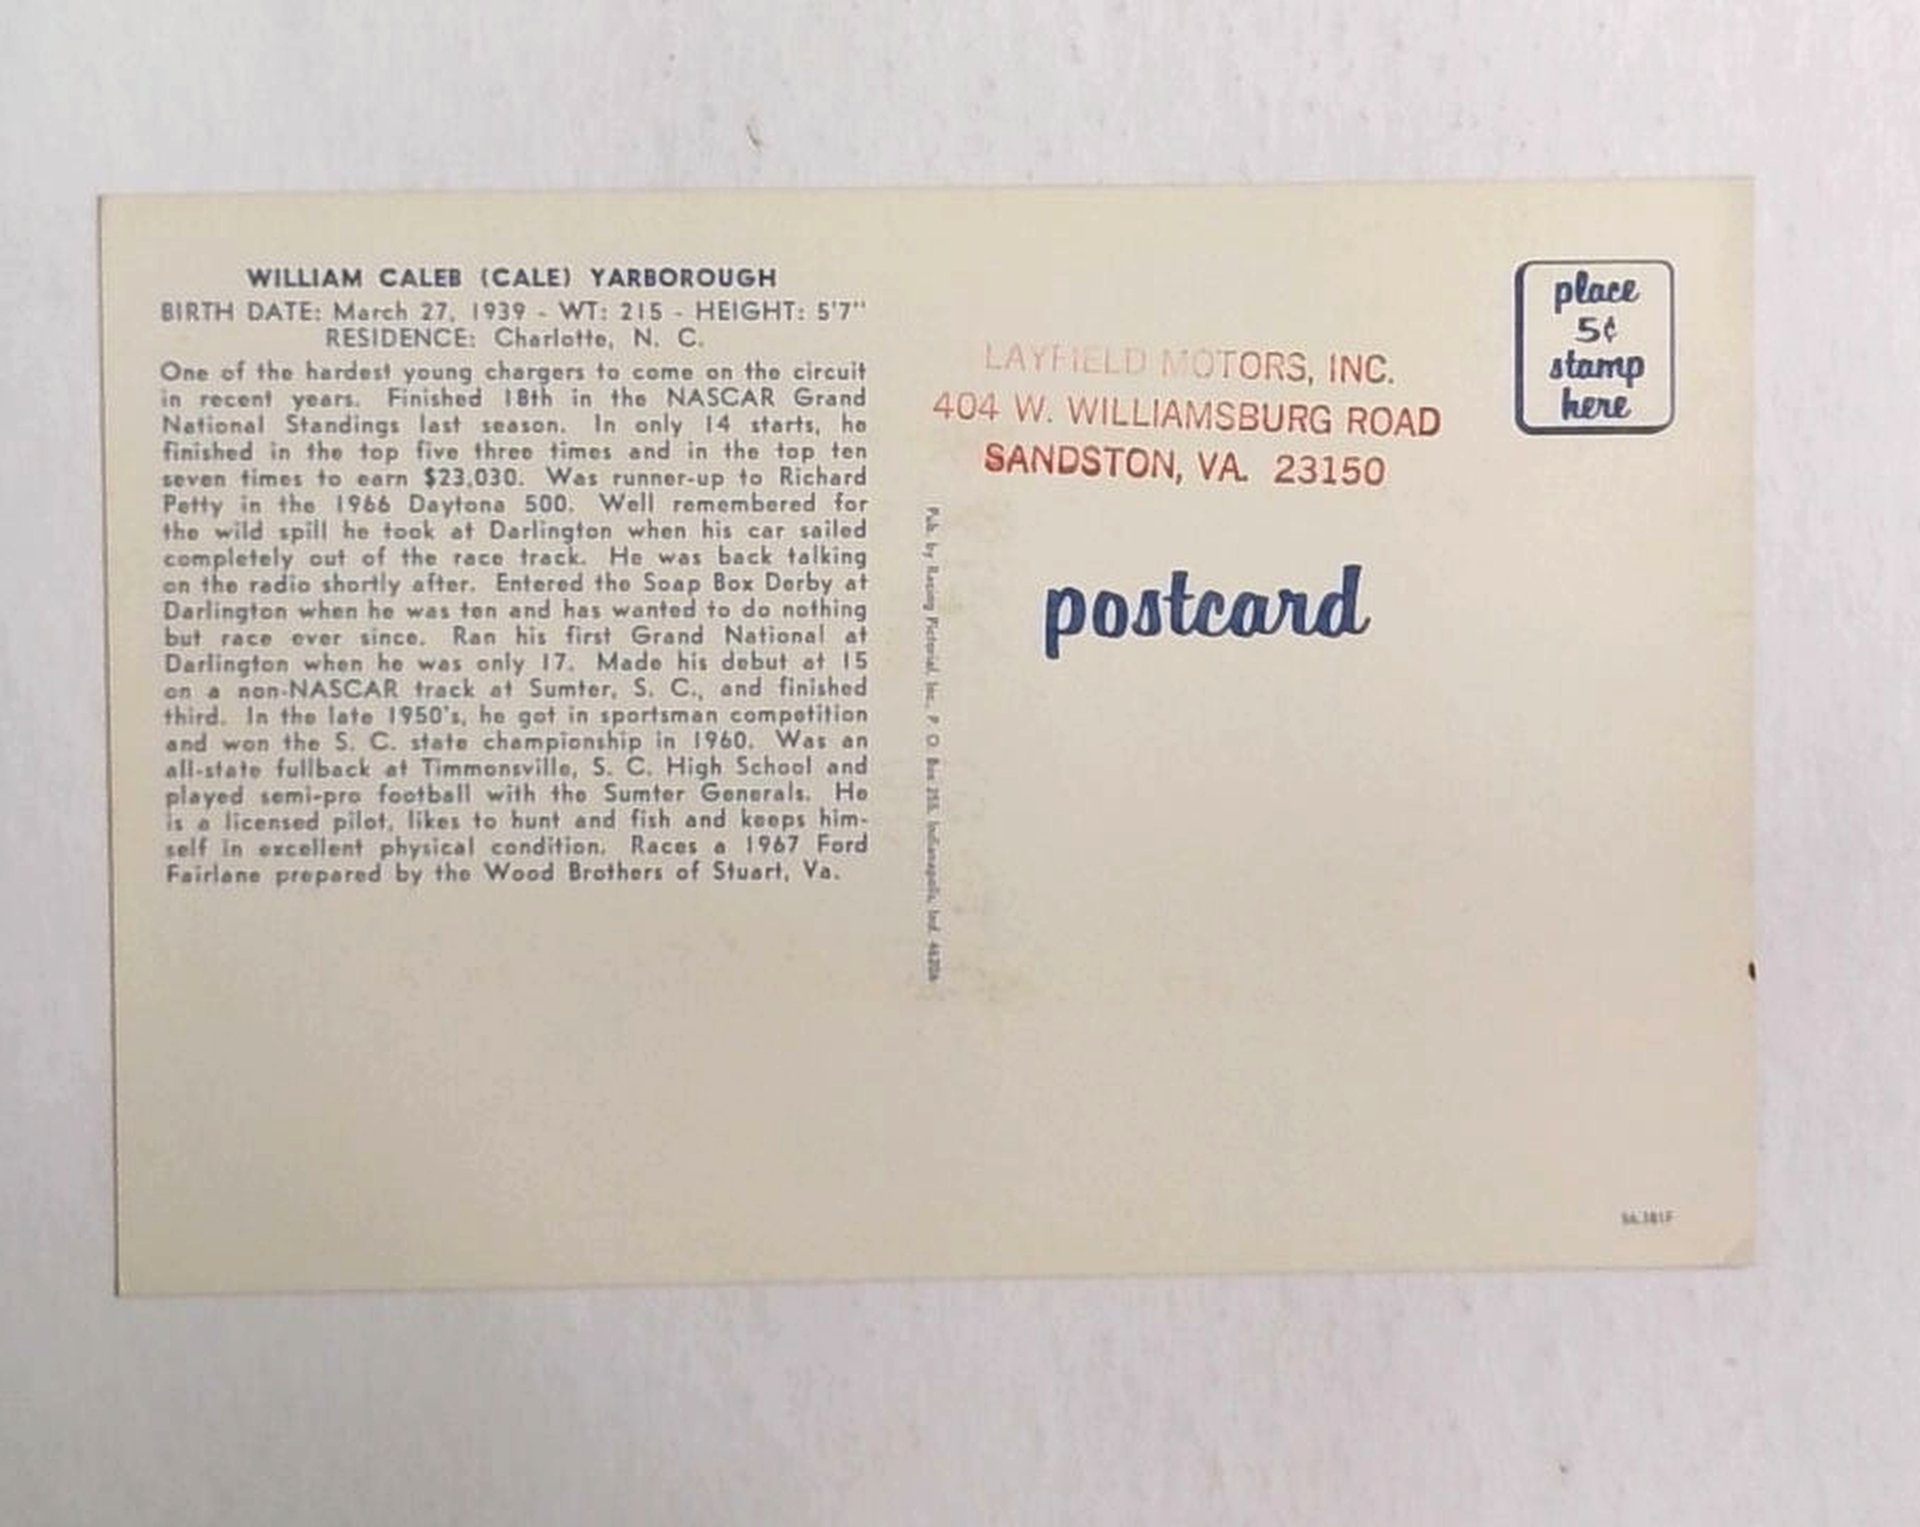 WILLIAM CALEB (CALE) YARBOROUGH
BIRTH DATE: March 27, 1939 - WT: 215 - HEIGHT: 5'7"
RESIDENCE: Charlotte, N. C.
One of the hardest young chargers to come on the circuit
in recent years. Finished 18th in the NASCAR Grand
National Standings last season. In only 14 starts, he
finished in the top five three times and in the top ten
seven times to earn $23,030. Was runner-up to Richard
Petty in the 1966 Daytona 500. Well remembered for
the wild spill he took at Darlington when his car sailed
completely out of the race track. He was back talking
on the radio shortly after. Entered the Soap Box Derby at
Darlington when he was ten and has wanted to do nothing
but race ever since. Ran his first Grand National at
Darlington when he was only 17. Made his debut at 15
on a non-NASCAR track at Sumter, S. C., and finished
third. In the late 1950's, he got in sportsman competition
and won the S. C. state championship in 1960. Was an
all-state fullback at Timmonsville, S. C. High School and
played semi-pro football with the Sumter Generals. He
is a licensed pilot, likes to hunt and fish and keeps him-
self in excellent physical condition. Races a 1967 Ford
Fairlane prepared by the Wood Brothers of Stuart, Va.
Pub. by Racing Pictorial, Inc., P. O. Box 255, Indianapolis, Ind. 46206
LAYFIELD MOTORS, INC.
404 W. WILLIAMSBURG ROAD
SANDSTON, VA. 23150
place
5¢
stamp
here
postcard